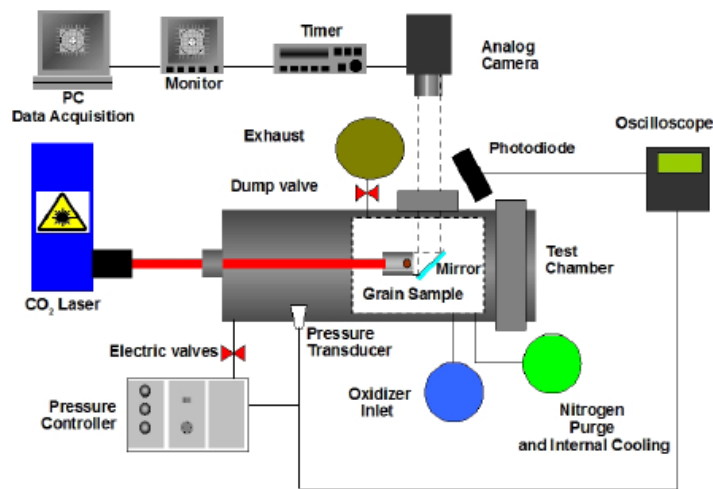 Timer
Analog
Camera
Monitor
PC
Data Acquisition
Exhaust
Oscilloscope
Photodiode
Dump valve
Test
Chamber
Mirror
Grain Sample
CO₂ Laser
Pressure
Transducer
Electric valves
Pressure
Controller
Oxidizer
Inlet
Nitrogen
Purge
and Internal Cooling